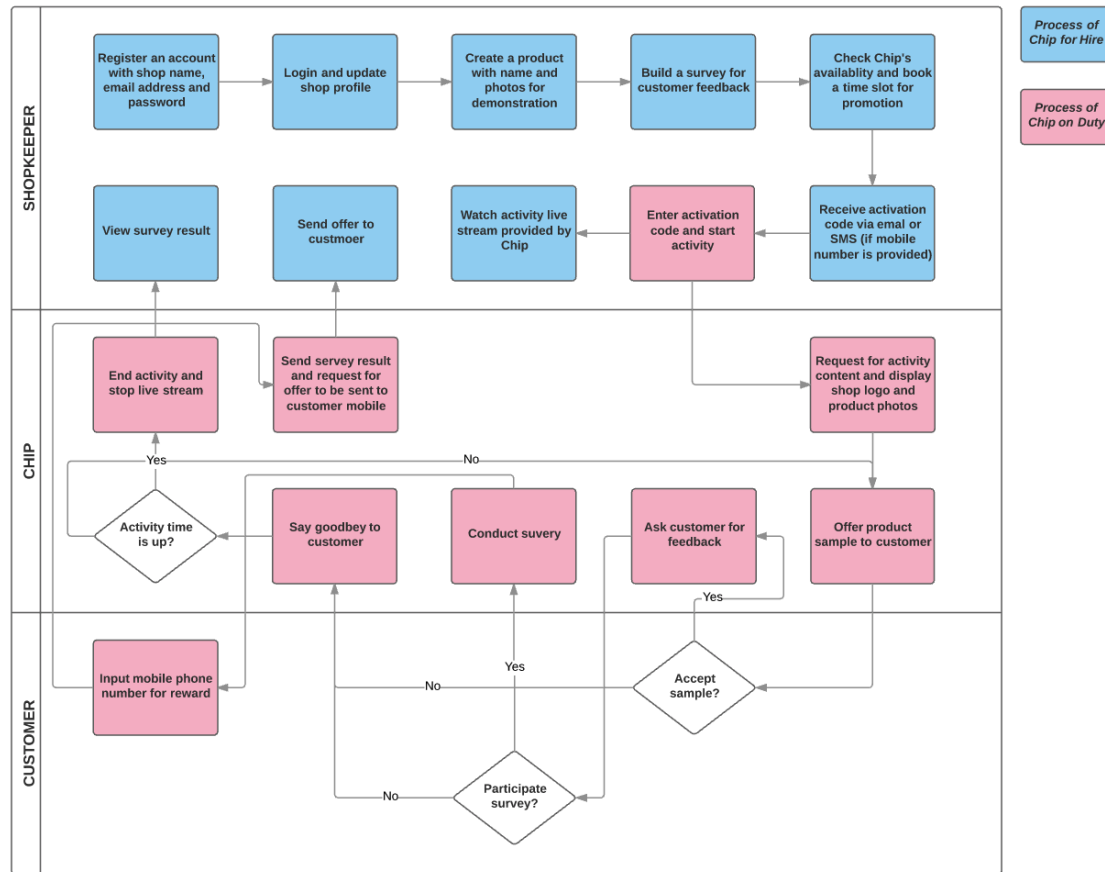 SHOPKEEPER
Register an account
with shop name,
email address and
password
Login and update
shop profile
Create a product
with name and
photos for
demonstration
Build a survey for
customer feedback
Check Chip's
availablity and book
a time slot for
promotion
Process of
Chip for Hire
Process of
Chip on Duty
View survey result
Send offer to
custmoer
Watch activity live
stream provided by
Chip
Enter activation
code and start
activity
Receive activation
code via emal or
SMS (if mobile
number is provided)
CHIP
End activity and
stop live stream
Send servey result
and request for
offer to be sent to
customer mobile
Request for activity
content and display
shop logo and
product photos
Yes
No
Activity time
is up?
Say goodbey to
customer
Conduct suvery
Ask customer for
feedback
Offer product
sample to customer
Yes
CUSTOMER
Input mobile phone
number for reward
No
Yes
Accept
sample?
No
Participate
survey?